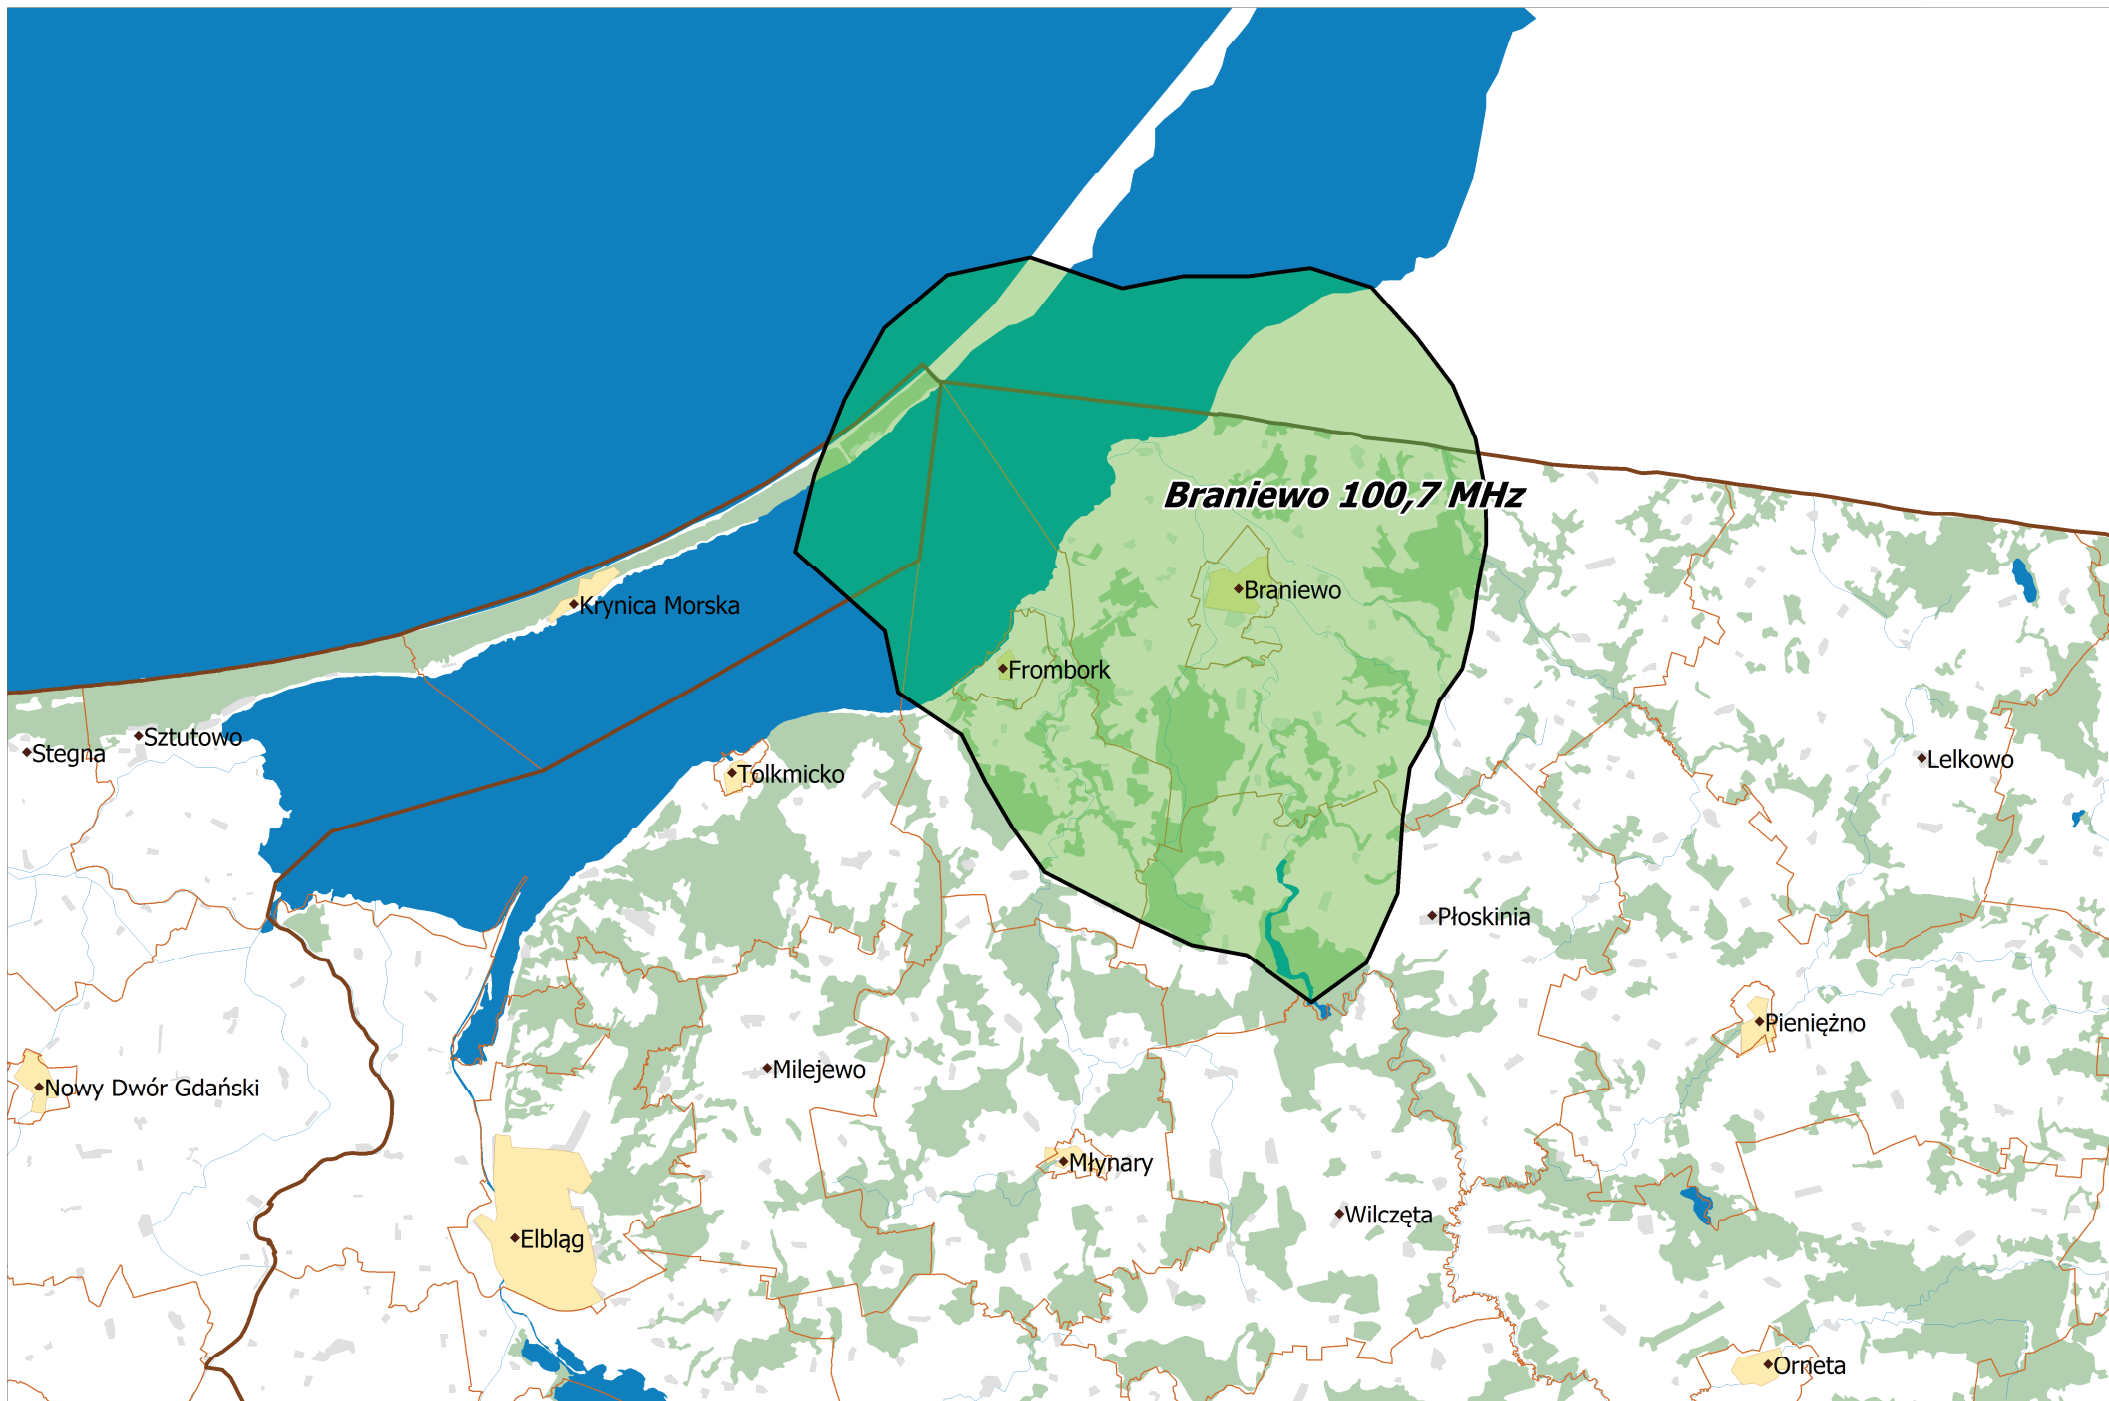 Braniewo 100,7 MHz
Braniewo
Krynica Morska
Frombork
Sztutowo
Stegna
Lelkowo
Tolkmicko
Płoskinia
Pieniężno
Milejewo
Nowy Dwór Gdański
Młynary
Wilczęta
Elbląg
Orneta